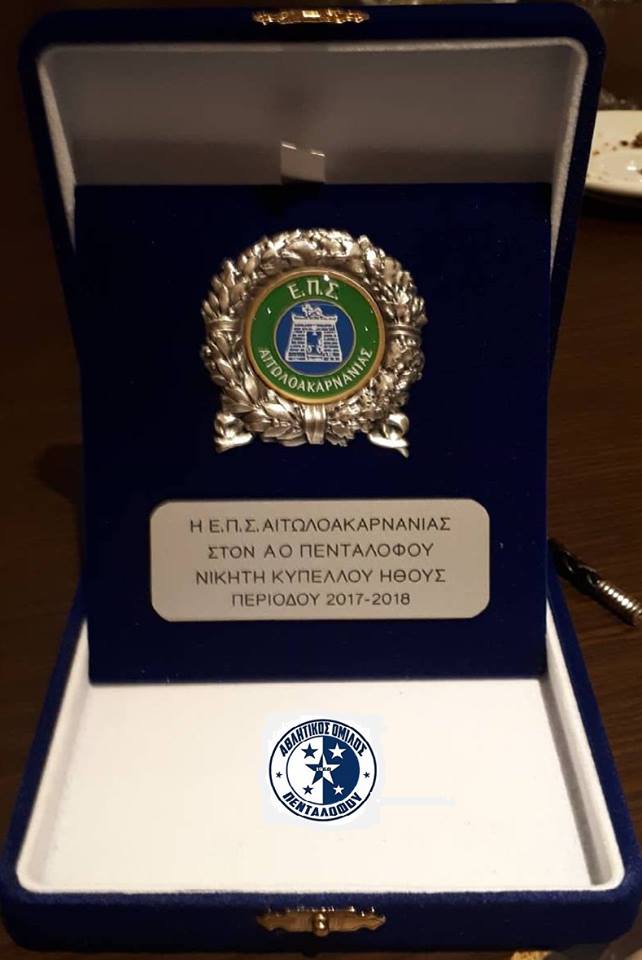 Ε.Π.Σ.
ΑΙΤΩΛΟΑΚΑΡΝΑΝΙΑΣ
Η Ε.Π.Σ. ΑΙΤΩΛΟΑΚΑΡΝΑΝΙΑΣ
ΣΤΟΝ Α Ο ΠΕΝΤΑΛΟΦΟΥ
ΝΙΚΗΤΗ ΚΥΠΕΛΛΟΥ ΗΘΟΥΣ
ΠΕΡΙΟΔΟΥ 2017-2018
ΑΘΛΗΤΙΚΟΣ ΟΜΙΛΟΣ
ΠΕΝΤΑΛΟΦΟΥ